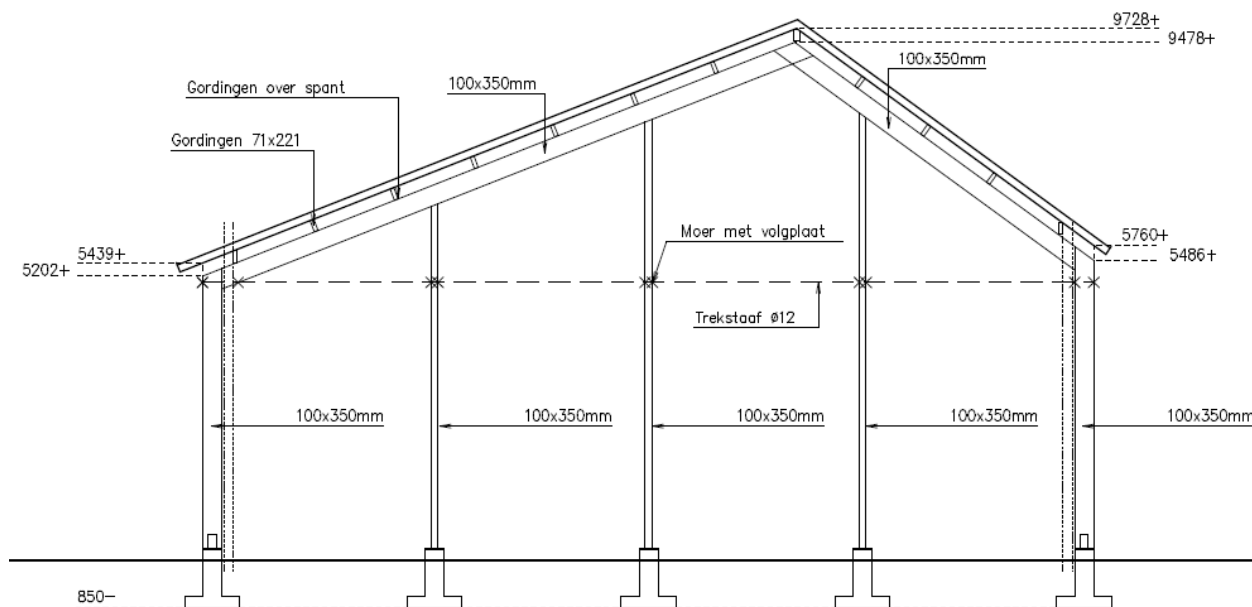 9728+
9478+
100x350mm
100x350mm
Gordingen over spant
Gordingen 71x221
Moer met volgplaat
5439+
5202+
5760+
5486+
Trekstaaf ø12
100x350mm
100x350mm
100x350mm
100x350mm
100x350mm
850-